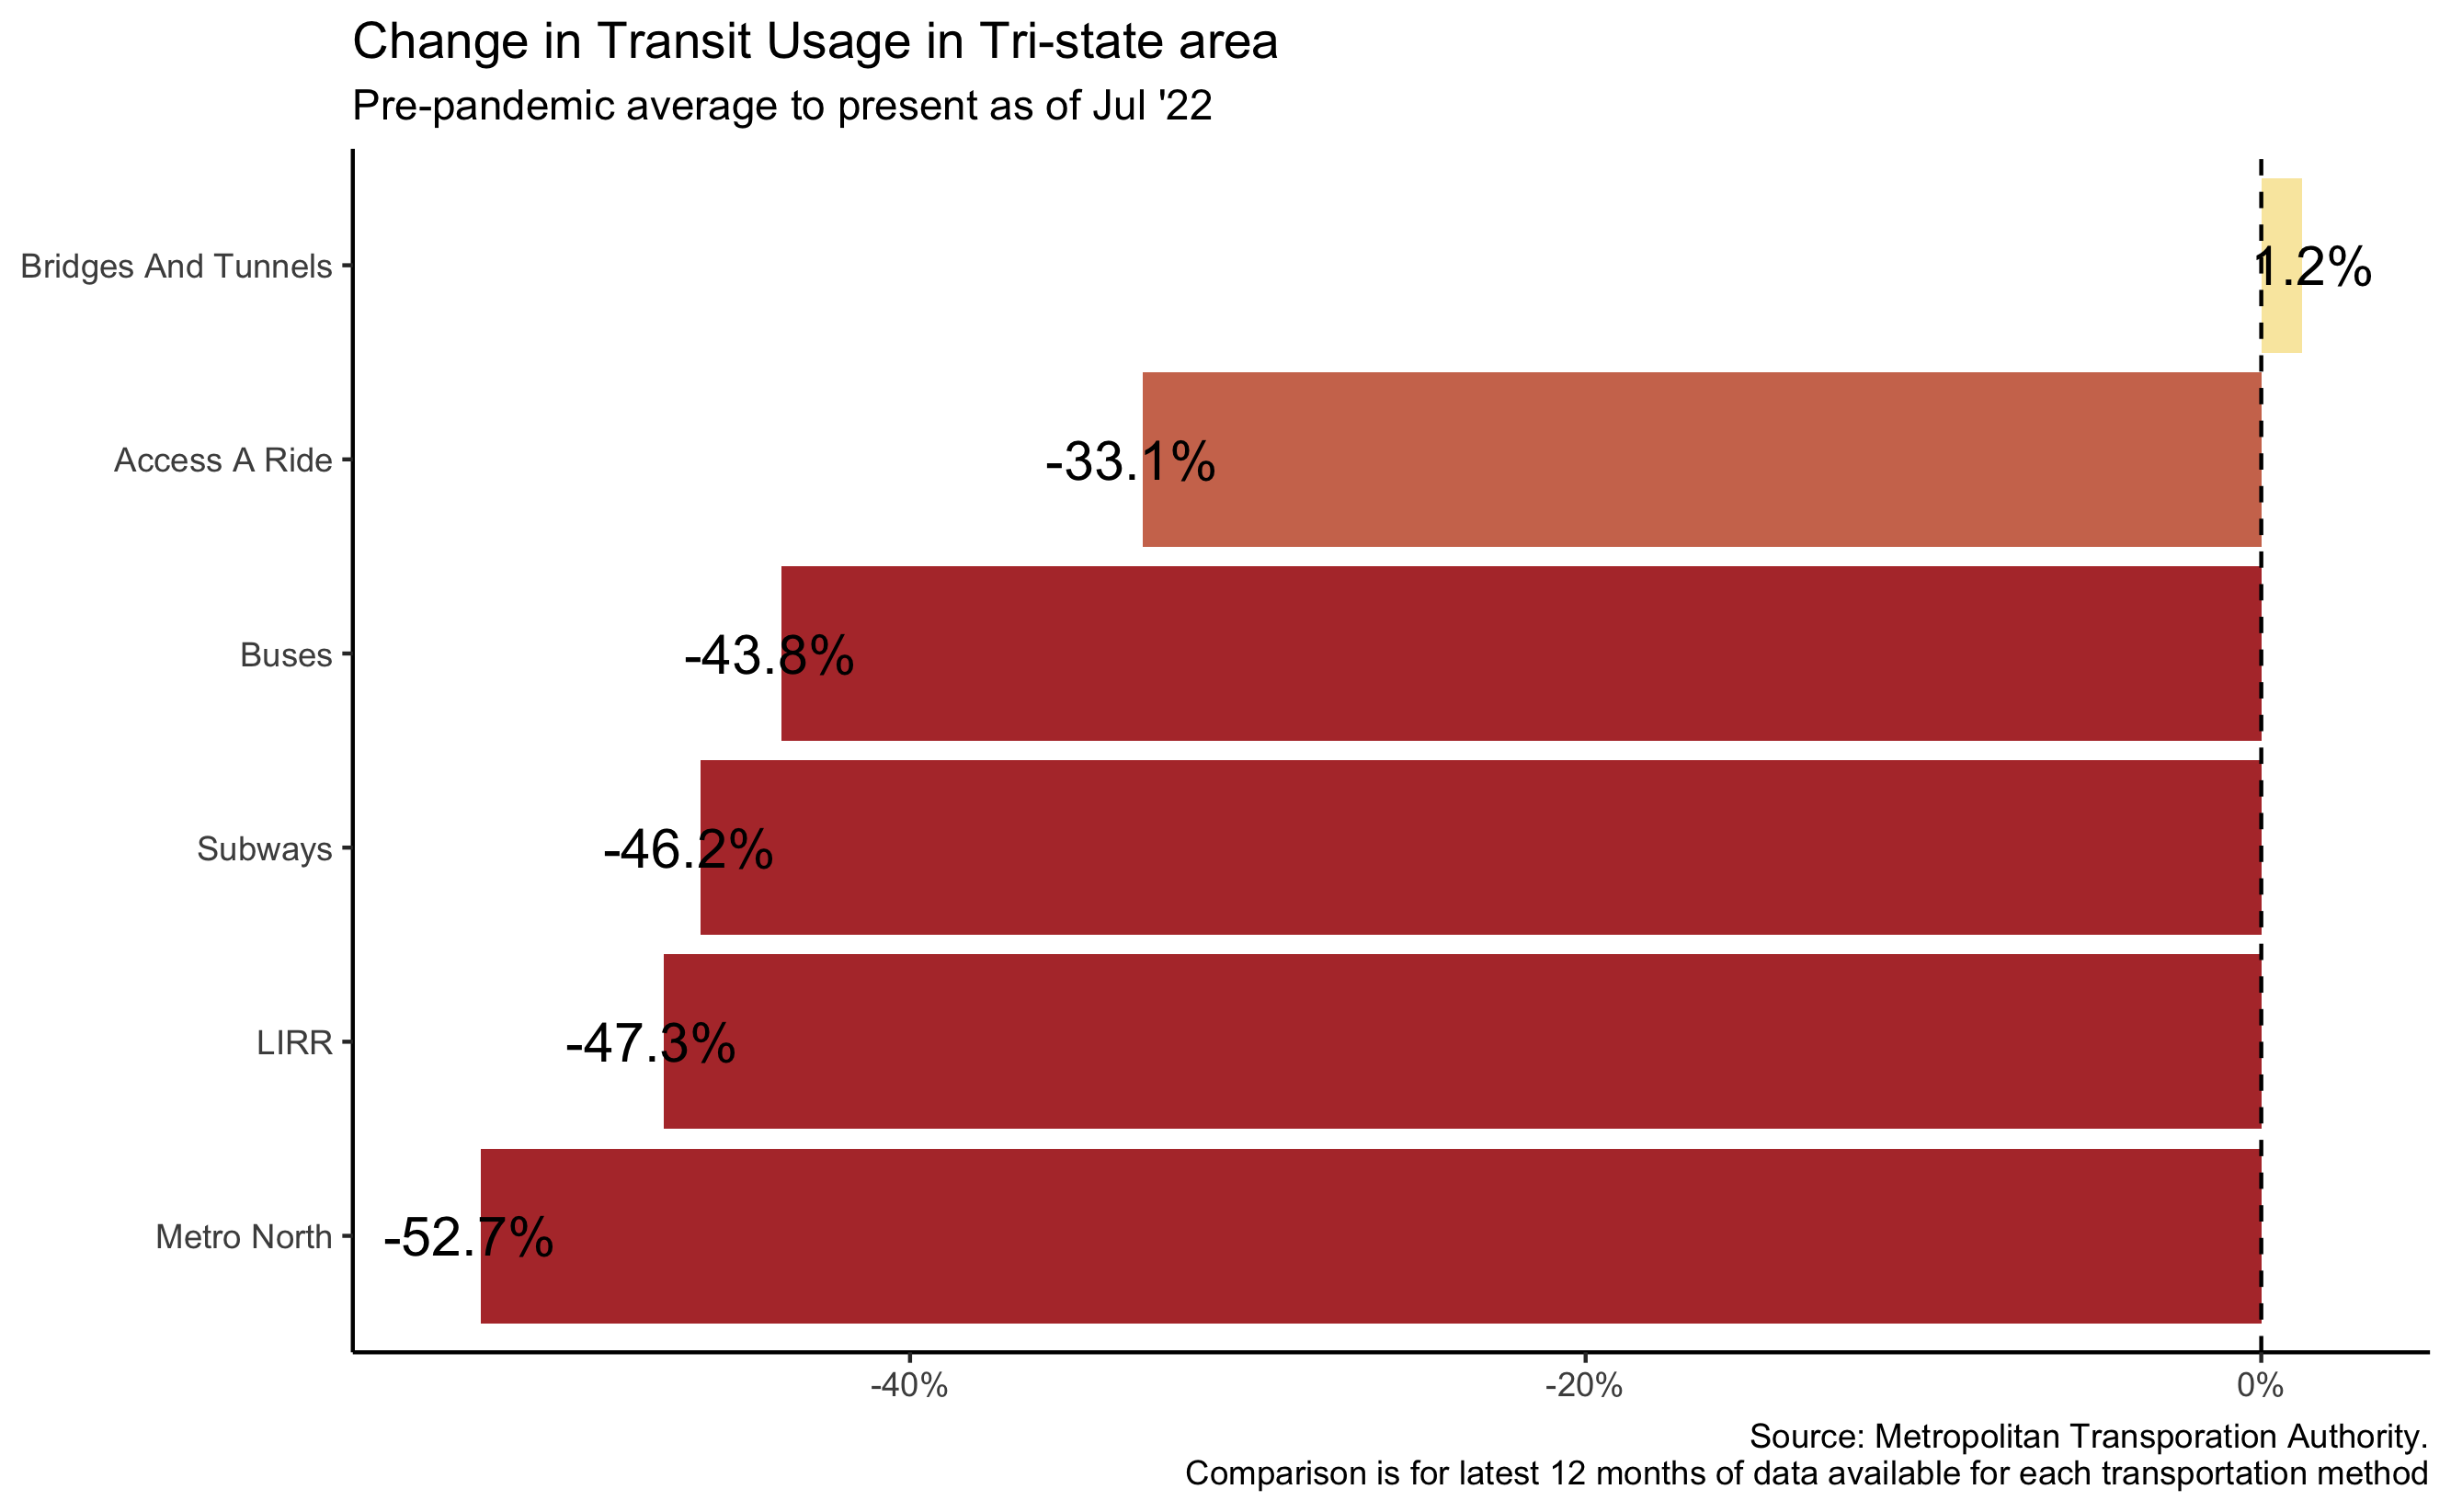 Change in Transit Usage in Tri-state area
Pre-pandemic average to present as of Jul '22
Bridges And Tunnels
1.2%
Access A Ride
-33.1%
Buses
-43.8%
Subways
-46.2%
LIRR
-47.3%
Metro North
-52.7%
-40%
-20%
0%
Source: Metropolitan Transporation Authority.
Comparison is for latest 12 months of data available for each transportation method